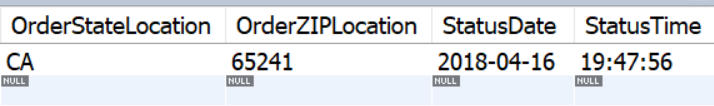 OrderStateLocation OrderZIPLocation StatusDate StatusTime
CA 65241 2018-04-16 19:47:56
NULL NULL NULL NULL